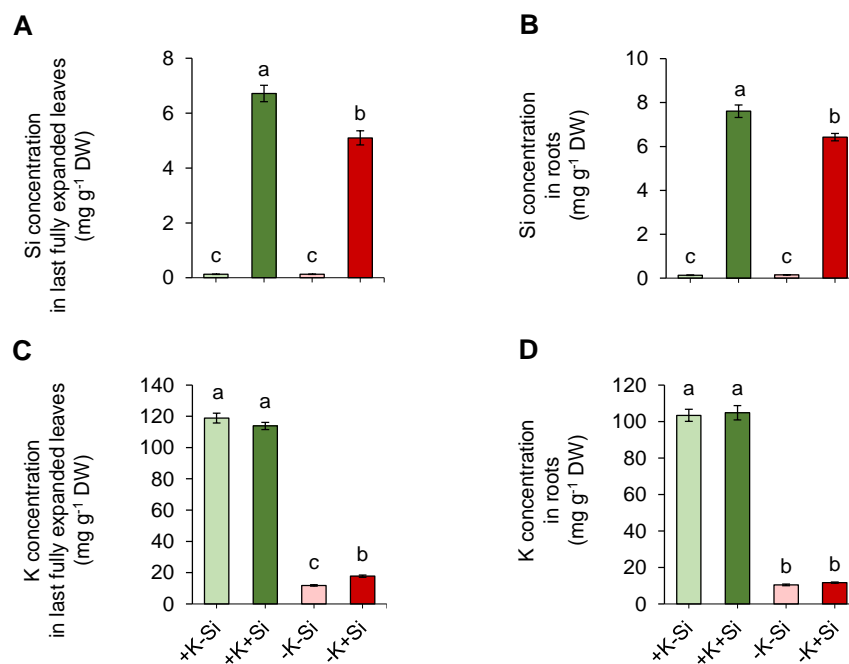 A
Si concentration
in last fully expanded leaves
(mg g⁻¹ DW)
8
6
4
2
0
c
a
c
b
B
Si concentration
in roots
(mg g⁻¹ DW)
10
8
6
4
2
0
c
a
c
b
C
K concentration
in last fully expanded leaves
(mg g⁻¹ DW)
140
120
100
80
60
40
20
0
a
a
c
b
+K-Si
+K+Si
-K-Si
-K+Si
D
K concentration
in roots
(mg g⁻¹ DW)
120
100
80
60
40
20
0
a
a
b
b
+K-Si
+K+Si
-K-Si
-K+Si